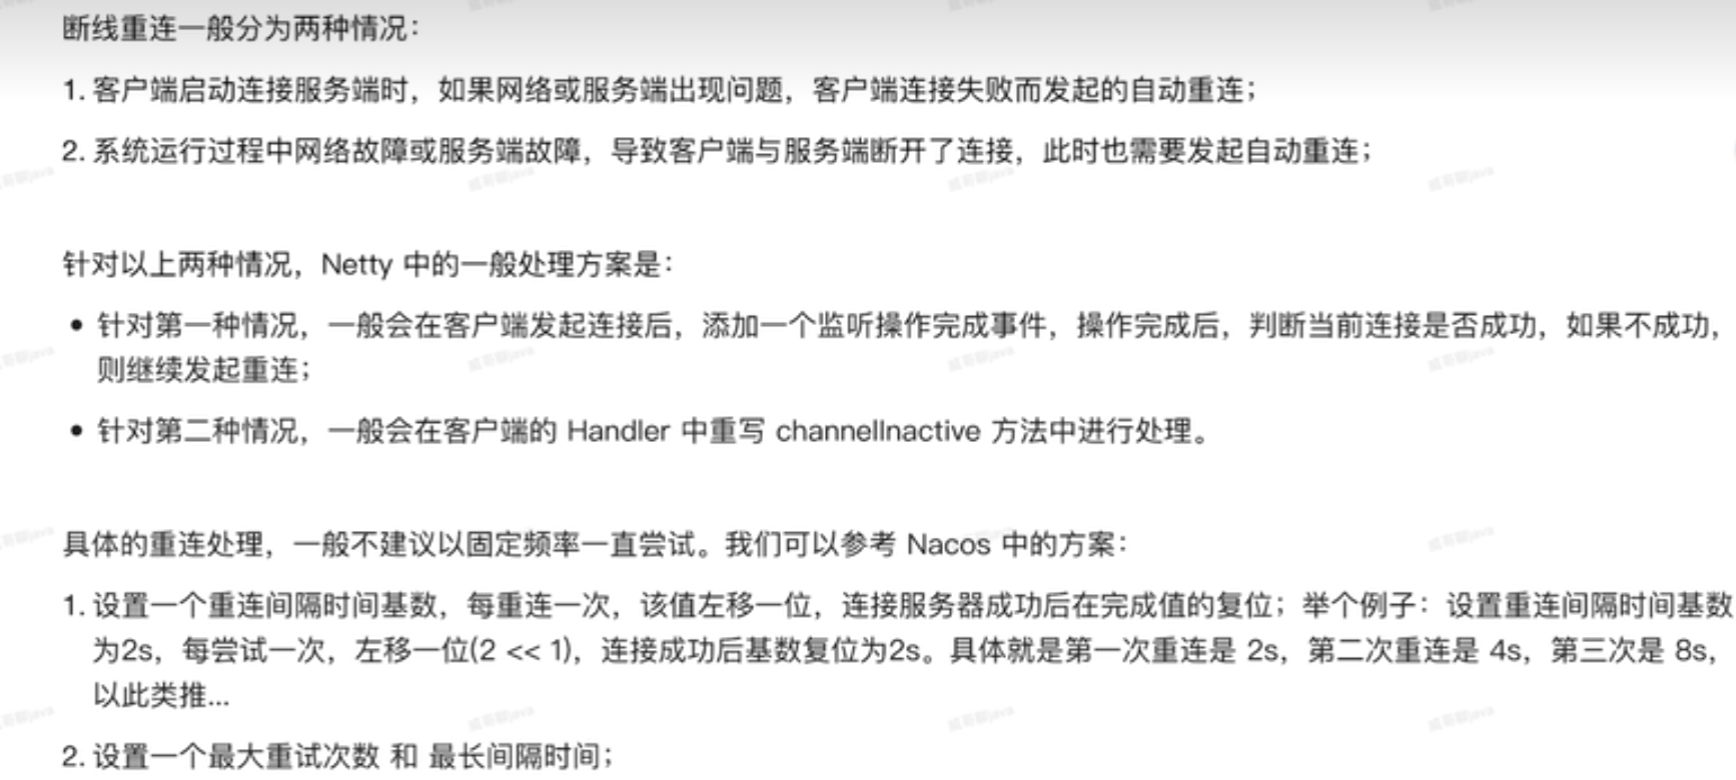 断线重连一般分为两种情况：
1. 客户端启动连接服务端时，如果网络或服务端出现问题，客户端连接失败而发起的自动重连；
2. 系统运行过程中网络故障或服务端故障，导致客户端与服务端断开了连接，此时也需要发起自动重连；
针对以上两种情况，Netty 中的一般处理方案是：
• 针对第一种情况，一般会在客户端发起连接后，添加一个监听操作完成事件，操作完成后，判断当前连接是否成功，如果不成功，
则继续发起重连；
• 针对第二种情况，一般会在客户端的 Handler 中重写 channelInactive 方法中进行处理。
具体的重连处理，一般不建议以固定频率一直尝试。我们可以参考 Nacos 中的方案：
1. 设置一个重连间隔时间基数，每重连一次，该值左移一位，连接服务器成功后在完成值的复位；举个例子：设置重连间隔时间基数
为2s，每尝试一次，左移一位(2 << 1)，连接成功后基数复位为2s。具体就是第一次重连是 2s，第二次重连是 4s，第三次是 8s，
以此类推...
2. 设置一个最大重试次数 和 最长间隔时间；